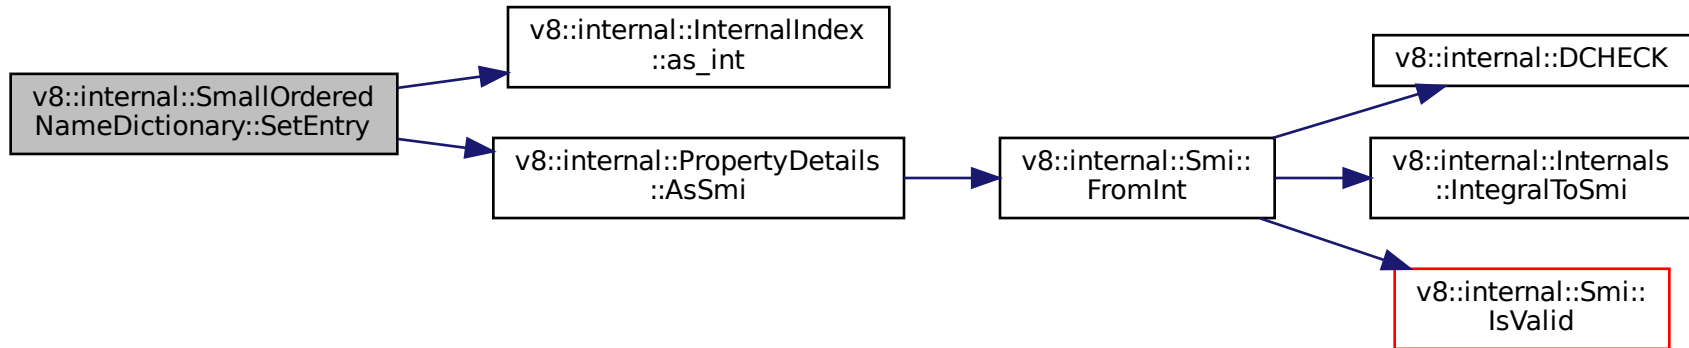 v8::internal::SmallOrdered
NameDictionary::SetEntry
v8::internal::InternalIndex
::as_int
v8::internal::PropertyDetails
::AsSmi
v8::internal::Smi::
FromInt
v8::internal::DCHECK
v8::internal::Internals
::IntegralToSmi
v8::internal::Smi::
IsValid